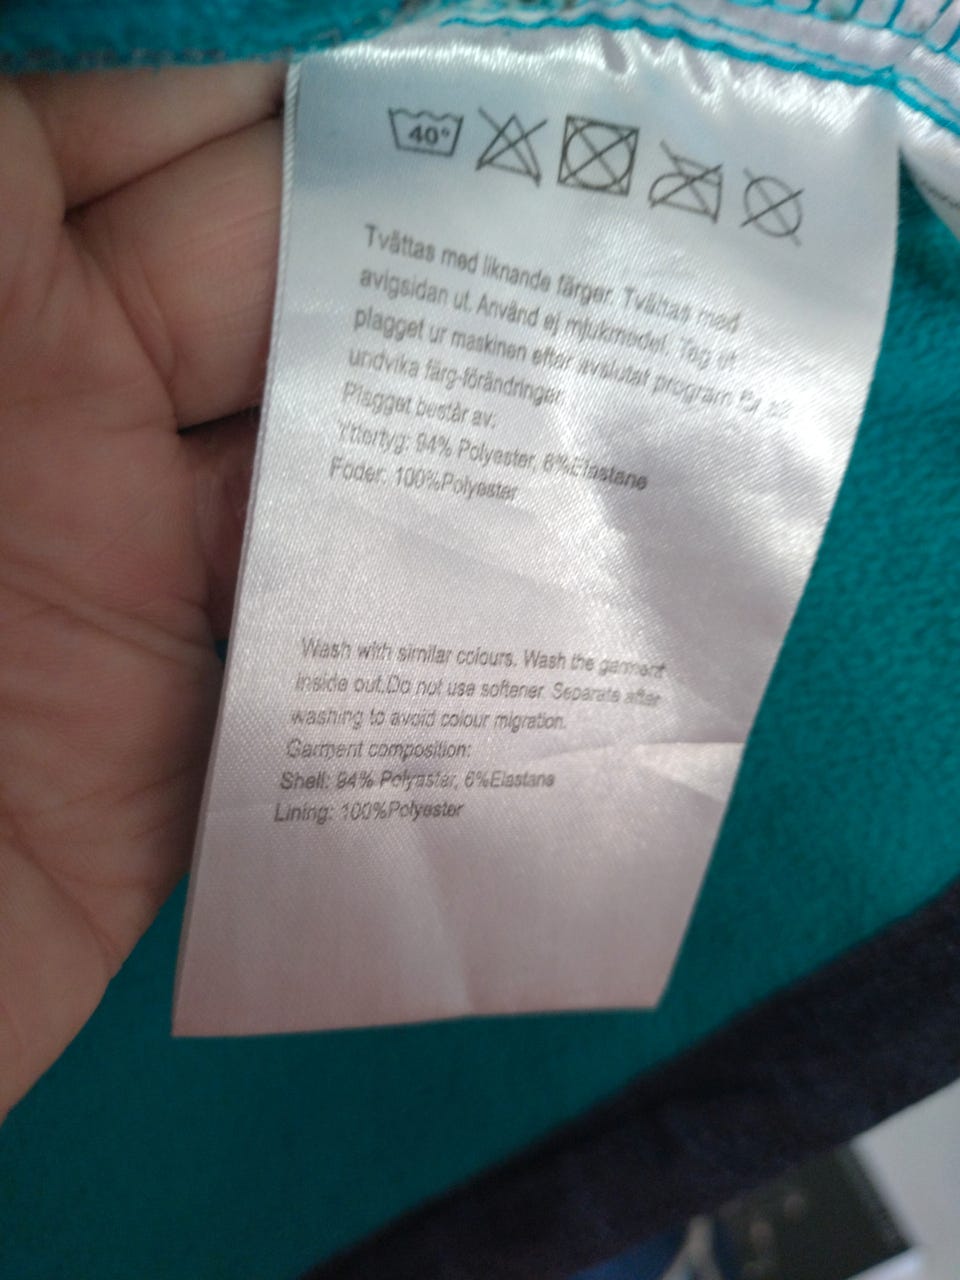 40°
Tvättas med liknande färger. Tvättas med
avigsidan ut. Använd ej mjukmedel. Tag ut
plagget ur maskinen efter avslutat program för att
undvika färg-förändringar
Plagget består av:
Yttertyg: 94% Polyester, 6%Elastane
Foder: 100%Polyester
Wash with similar colours. Wash the garment
inside out.Do not use softener. Separate after
washing to avoid colour migration.
Garment composition:
Shell: 94% Polyester, 6%Elastane
Lining: 100%Polyester